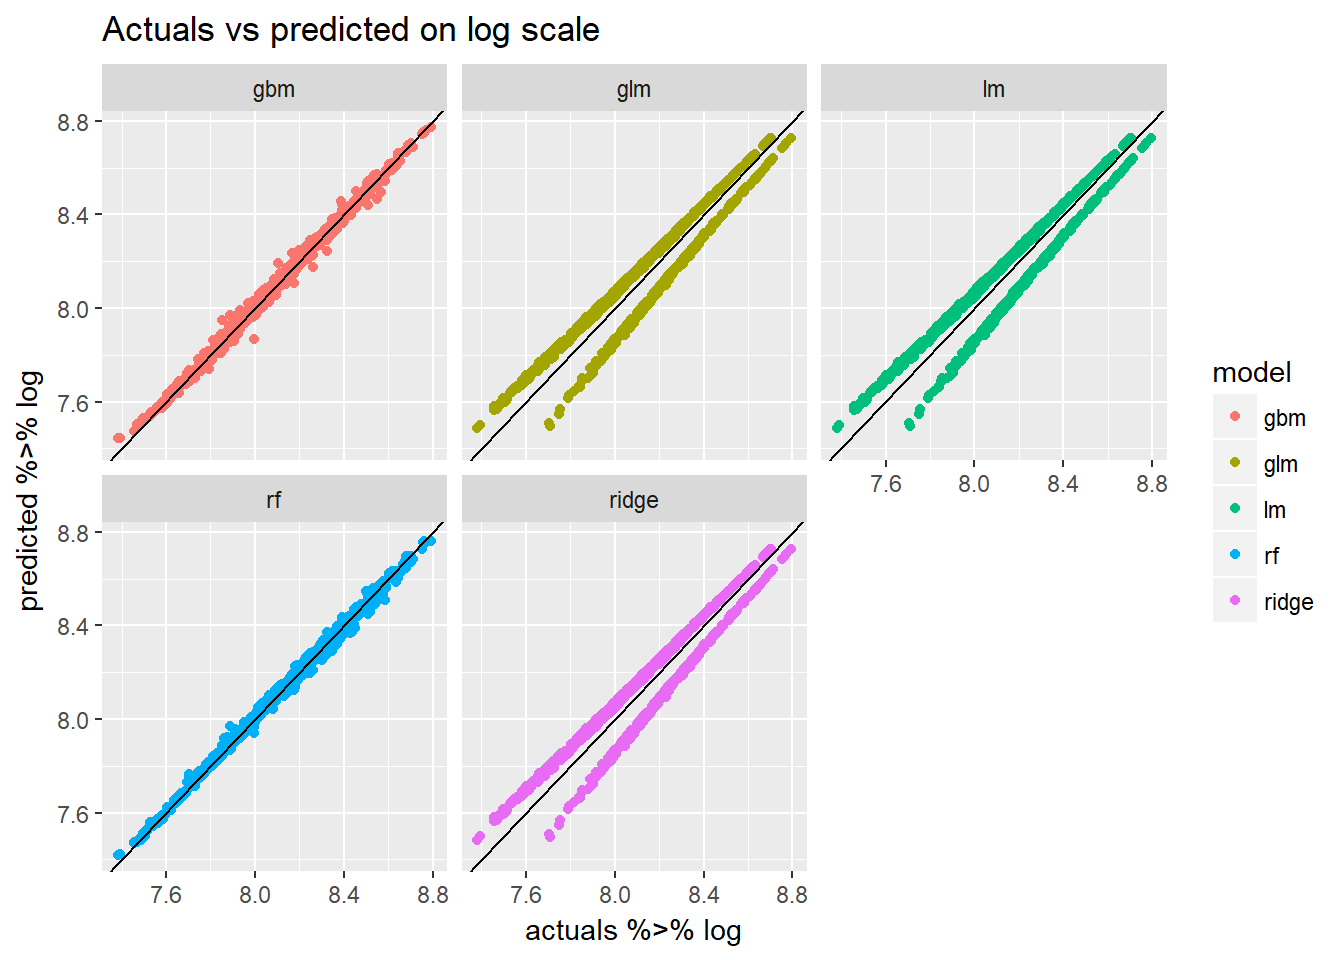 Actuals vs predicted on log scale
gbm
glm
lm
8.8
8.4
8.0
7.6
7.6 8.0 8.4 8.8
rf
ridge
8.8
8.4
8.0
7.6
7.6 8.0 8.4 8.8
7.6 8.0 8.4 8.8
predicted %>% log
actuals %>% log
model
gbm
glm
lm
rf
ridge